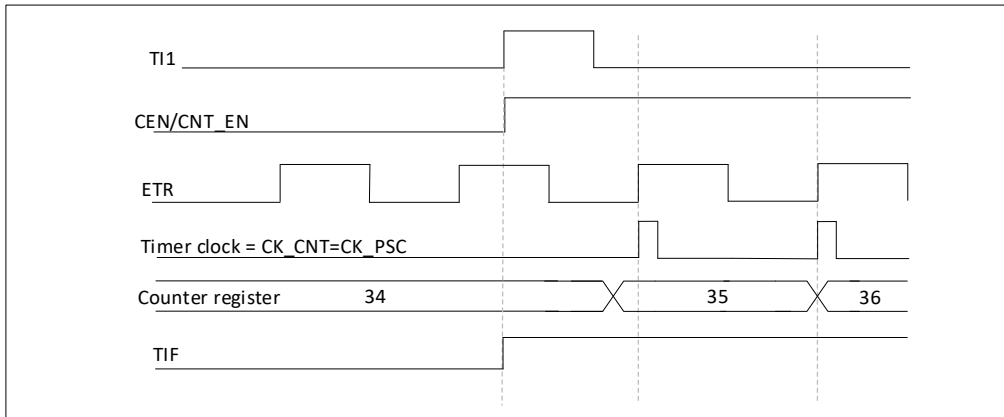 TI1
CEN/CNT_EN
ETR
Timer clock = CK_CNT=CK_PSC
Counter register 34 35 36
TIF